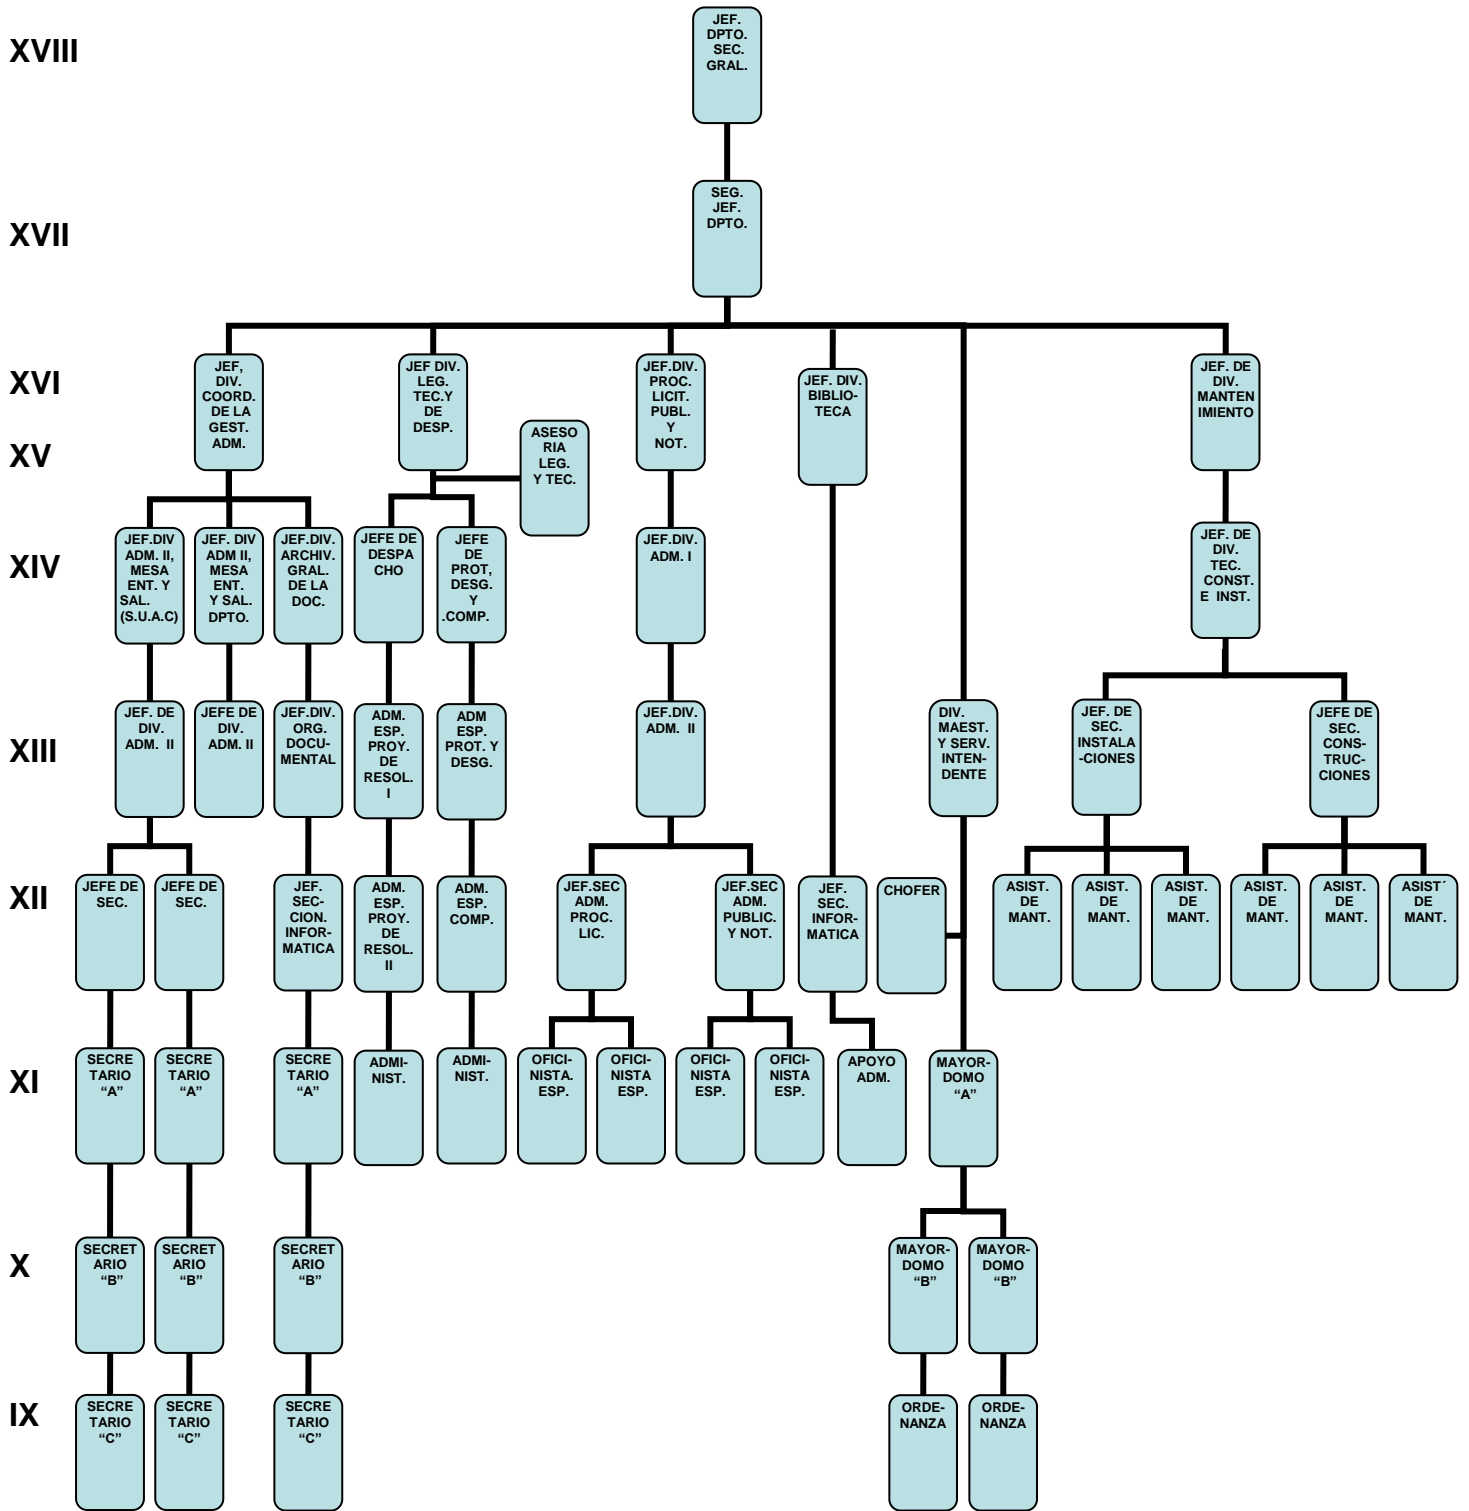 XVIII
JEF.
DPTO.
SEC.
GRAL.
XVII
SEG.
JEF.
DPTO.
XVI
JEF,
DIV.
COORD.
DE LA
GEST.
ADM.
JEF DIV.
LEG.
TEC.Y
DE
DESP.
JEF.DIV.
PROC.
LICIT.
PUBL.
Y
NOT.
JEF. DIV.
BIBLIO-
TECA
JEF. DE
DIV.
MANTEN
IMIENTO
XV
ASESO
RIA
LEG.
Y TEC.
XIV
JEF.DIV
ADM. II,
MESA
ENT. Y
SAL.
(S.U.A.C)
JEF. DIV
ADM II,
MESA
ENT.
Y SAL.
DPTO.
JEF.DIV.
ARCHIV.
GRAL.
DE LA
DOC.
JEFE DE
DESPA
CHO
JEFE
DE
PROT,
DESG.
Y
.COMP.
JEF.DIV.
ADM. I
JEF. DE
DIV.
TEC.
CONST.
E INST.
XIII
JEF. DE
DIV.
ADM. II
JEFE DE
DIV.
ADM. II
JEF.DIV.
ORG.
DOCU-
MENTAL
ADM.
ESP.
PROY.
DE
RESOL.
I
ADM
ESP.
PROT. Y
DESG.
JEF.DIV.
ADM. II
DIV.
MAEST.
Y SERV.
INTEN-
DENTE
JEF. DE
SEC.
INSTALA
-CIONES
JEFE DE
SEC.
CONS-
TRUC-
CIONES
XII
JEFE DE
SEC.
JEFE DE
SEC.
JEF.
SEC-
CION.
INFOR-
MATICA
ADM.
ESP.
PROY.
DE
RESOL.
II
ADM.
ESP.
COMP.
JEF.SEC
ADM.
PROC.
LIC.
JEF.SEC
ADM.
PUBLIC.
Y NOT.
JEF.
SEC.
INFOR-
MATICA
CHOFER
ASIST.
DE
MANT.
ASIST.
DE
MANT.
ASIST.
DE
MANT.
ASIST.
DE
MANT.
ASIST.
DE
MANT.
ASIST´
DE
MANT.
XI
SECRE
TARIO
“A”
SECRE
TARIO
“A”
SECRE
TARIO
“A”
ADMI-
NIST.
ADMI-
NIST.
OFICI-
NISTA.
ESP.
OFICI-
NISTA
ESP.
OFICI-
NISTA
ESP.
OFICI-
NISTA
ESP.
APOYO
ADM.
MAYOR-
DOMO
“A”
X
SECRET
ARIO
“B”
SECRET
ARIO
“B”
SECRET
ARIO
“B”
MAYOR-
DOMO
“B”
MAYOR-
DOMO
“B”
IX
SECRE
TARIO
“C”
SECRE
TARIO
“C”
SECRE
TARIO
“C”
ORDE-
NANZA
ORDE-
NANZA